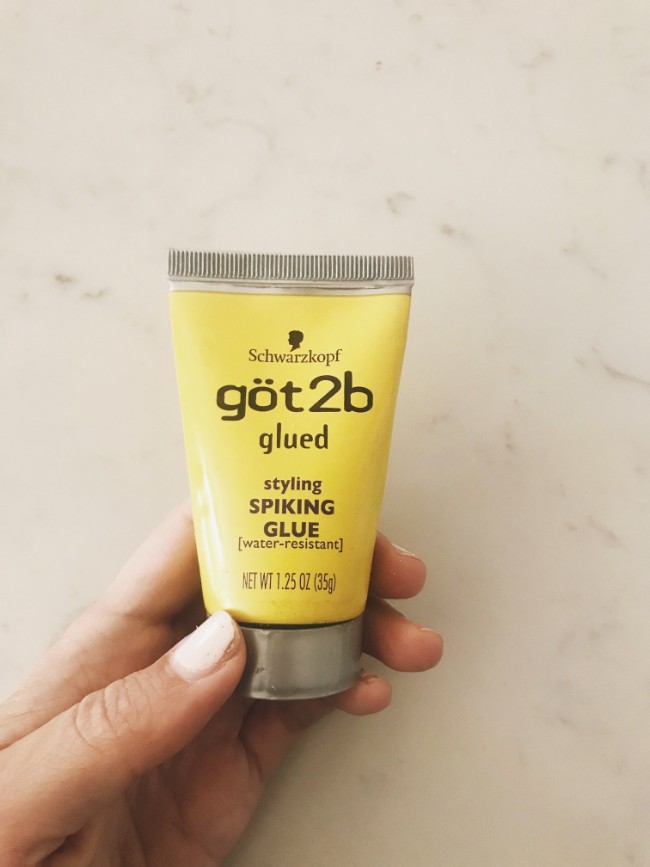 Schwarzkopf
göt2b
glued
styling
SPIKING
GLUE
[water-resistant]
NET WT 1.25 OZ (35g)